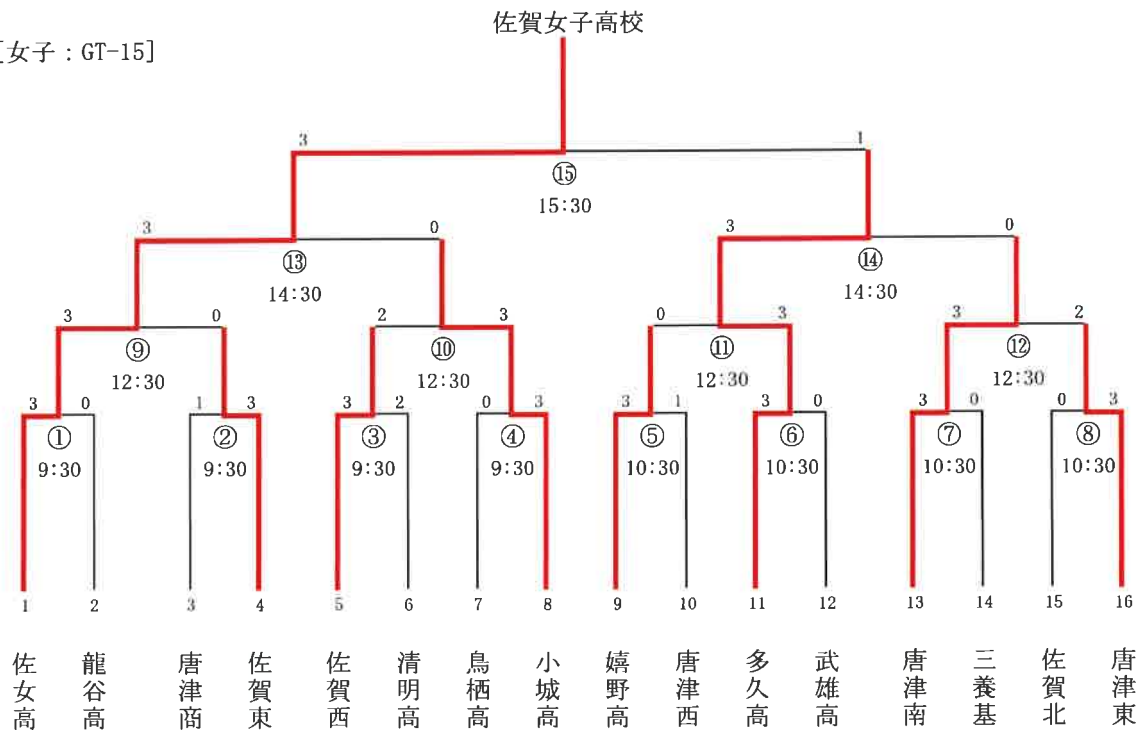 佐賀女子高校
[女子：GT-15]
3 1
⑮
15:30
3 0 3 0
⑬ ⑭
14:30 14:30
3 0 2 3 0 3 3 2
⑨ ⑩ ⑪ ⑫
12:30 12:30 12:30 12:30
3 0 1 3 3 2 0 3 3 1 3 0 3 0 0 3
① ② ③ ④ ⑤ ⑥ ⑦ ⑧
9:30 9:30 9:30 9:30 10:30 10:30 10:30 10:30
1 2 3 4 5 6 7 8 9 10 11 12 13 14 15 16
佐女高
龍谷高
唐津商
佐賀東
佐賀西
清明高
鳥栖高
小城高
嬉野高
唐津西
多久高
武雄高
唐津南
三養基
佐賀北
唐津東